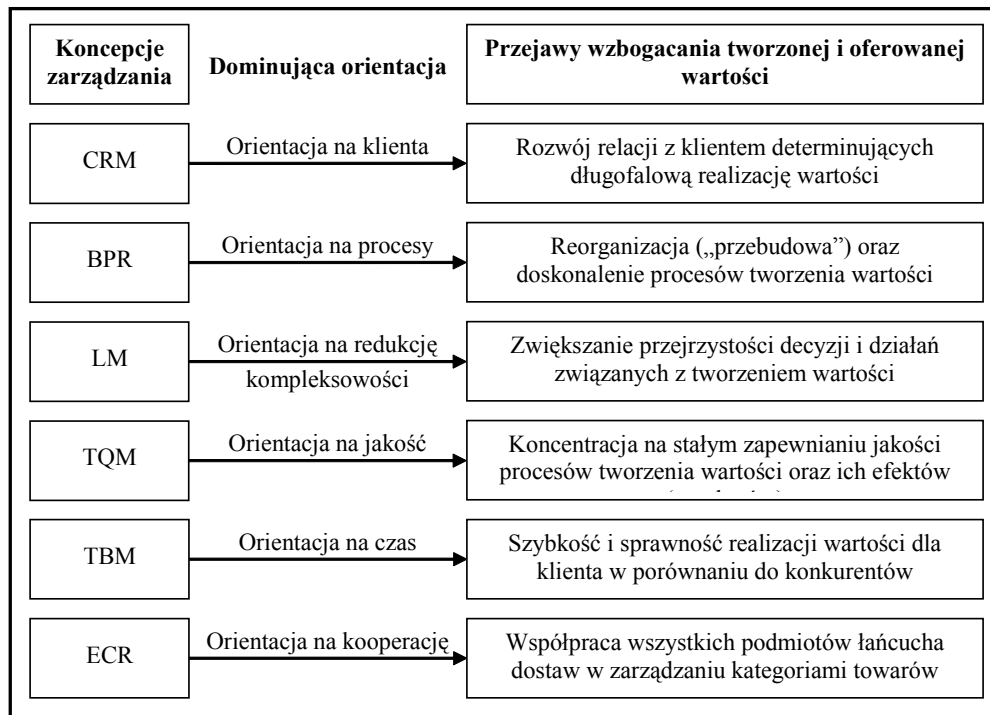 Koncepcje
zarządzania
Dominująca orientacja
Przejawy wzbogacania tworzonej i oferowanej
wartości
CRM
Orientacja na klienta
Rozwój relacji z klientem determinujących
długofalową realizację wartości
BPR
Orientacja na procesy
Reorganizacja („przebudowa”) oraz
doskonalenie procesów tworzenia wartości
LM
Orientacja na redukcję
kompleksowości
Zwiększanie przejrzystości decyzji i działań
związanych z tworzeniem wartości
TQM
Orientacja na jakość
Koncentracja na stałym zapewnianiu jakości
procesów tworzenia wartości oraz ich efektów
TBM
Orientacja na czas
Szybkość i sprawność realizacji wartości dla
klienta w porównaniu do konkurentów
ECR
Orientacja na kooperację
Współpraca wszystkich podmiotów łańcucha
dostaw w zarządzaniu kategoriami towarów